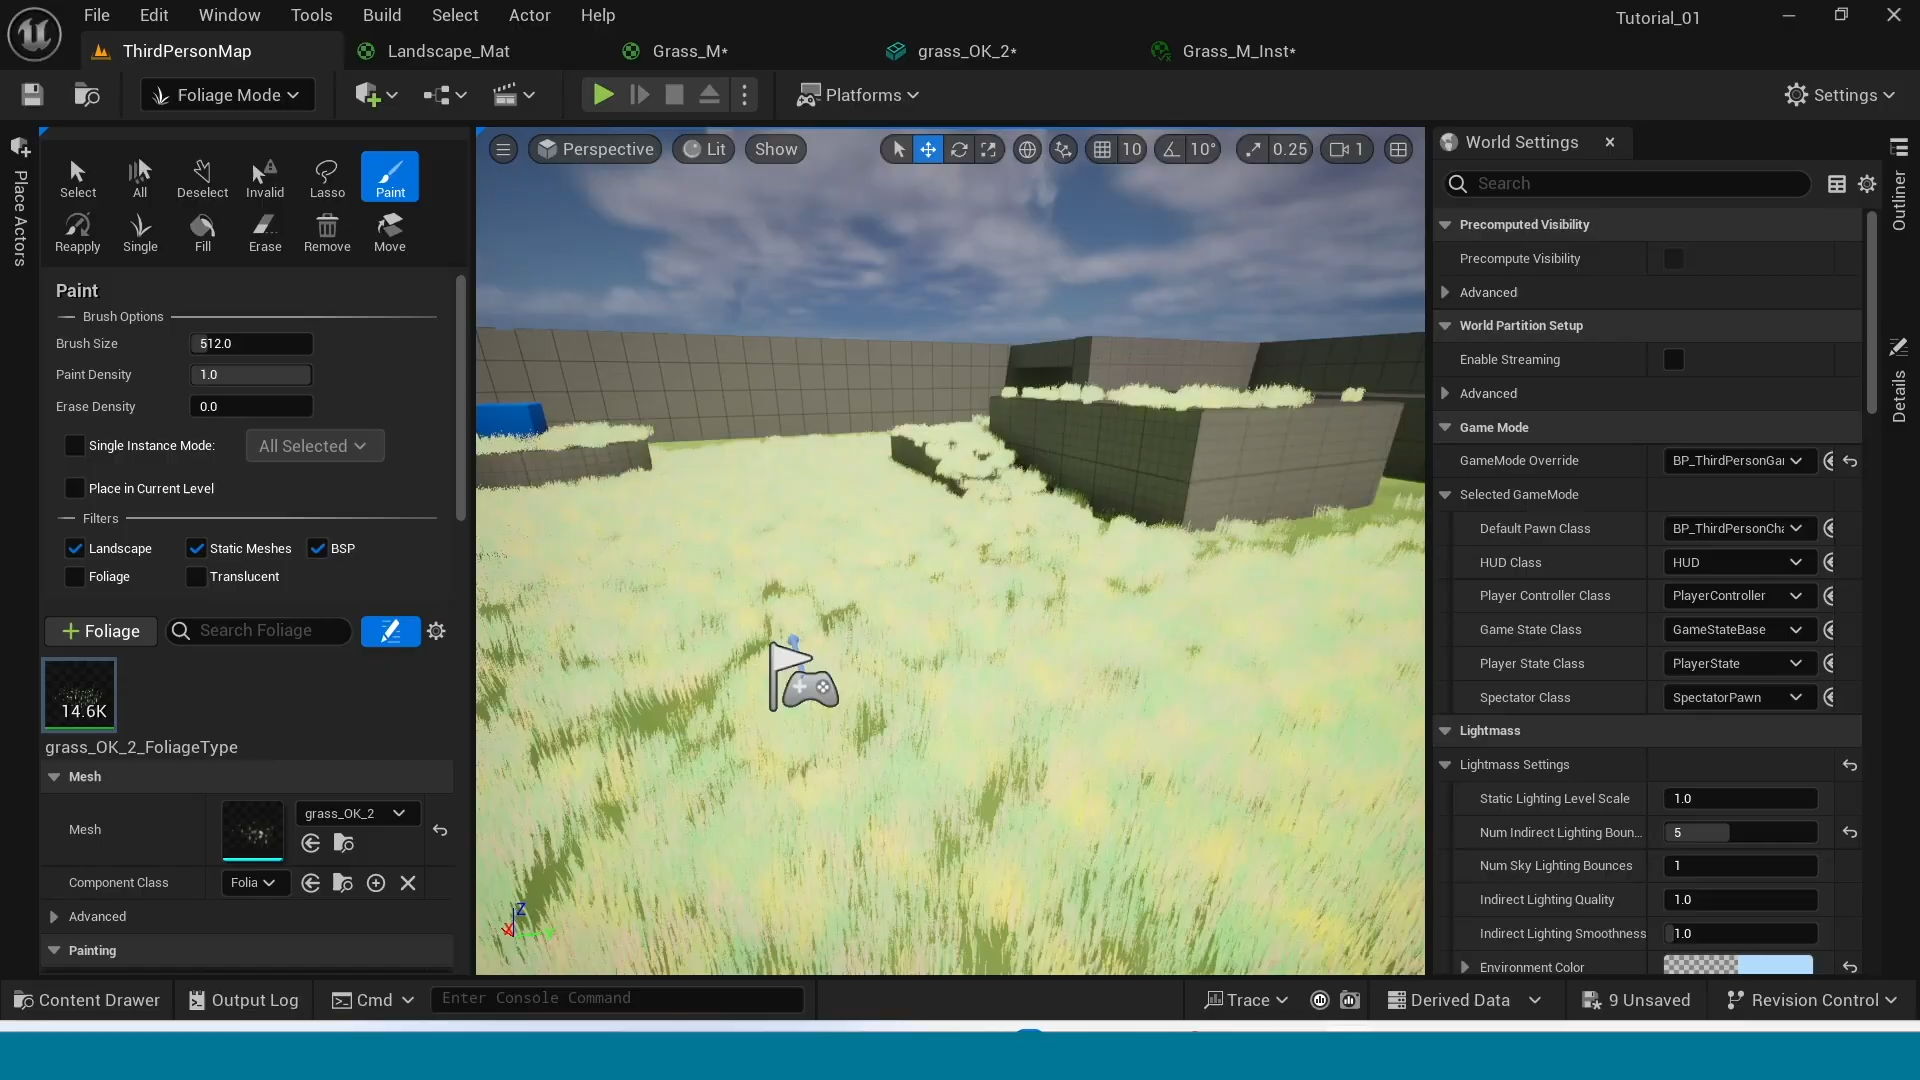 File Edit Window Tools Build Select Actor Help
Tutorial_01
ThirdPersonMap
Landscape_Mat
Grass_M*
grass_OK_2*
Grass_M_Inst*
Foliage Mode
Platforms
Settings
Place Actors
Select
All
Deselect
Invalid
Lasso
Paint
Reapply
Single
Fill
Erase
Remove
Move
Paint
Brush Options
Brush Size 512.0
Paint Density 1.0
Erase Density 0.0
Single Instance Mode: All Selected
Place in Current Level
Filters
Landscape Static Meshes BSP
Foliage Translucent
Foliage Search Foliage
14.6K
grass_OK_2_FoliageType
Mesh
Mesh grass_OK_2
Component Class Folia
Advanced
Painting
Perspective Lit Show
10 10° 0.25 1
Z
X Y
World Settings
Search
Precomputed Visibility
Precompute Visibility
Advanced
World Partition Setup
Enable Streaming
Advanced
Game Mode
GameMode Override BP_ThirdPersonGa
Selected GameMode
Default Pawn Class BP_ThirdPersonCha
HUD Class HUD
Player Controller Class PlayerController
Game State Class GameStateBase
Player State Class PlayerState
Spectator Class SpectatorPawn
Lightmass
Lightmass Settings
Static Lighting Level Scale 1.0
Num Indirect Lighting Boun... 5
Num Sky Lighting Bounces 1
Indirect Lighting Quality 1.0
Indirect Lighting Smoothness 1.0
Environment Color
Outliner
Details
Content Drawer
Output Log
Cmd
Enter Console Command
Trace
Derived Data
9 Unsaved
Revision Control